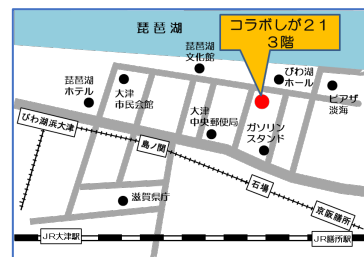 コラボしが２１
３階
琵琶湖
琵琶湖
文化館
びわ湖
ホール
琵琶湖
ホテル
大津
市民会館
ピアザ
淡海
大津
中央郵便局
ガソリン
スタンド
びわ湖浜大津
島ノ関
石場
滋賀県庁
京阪膳所
JR大津駅
JR膳所駅